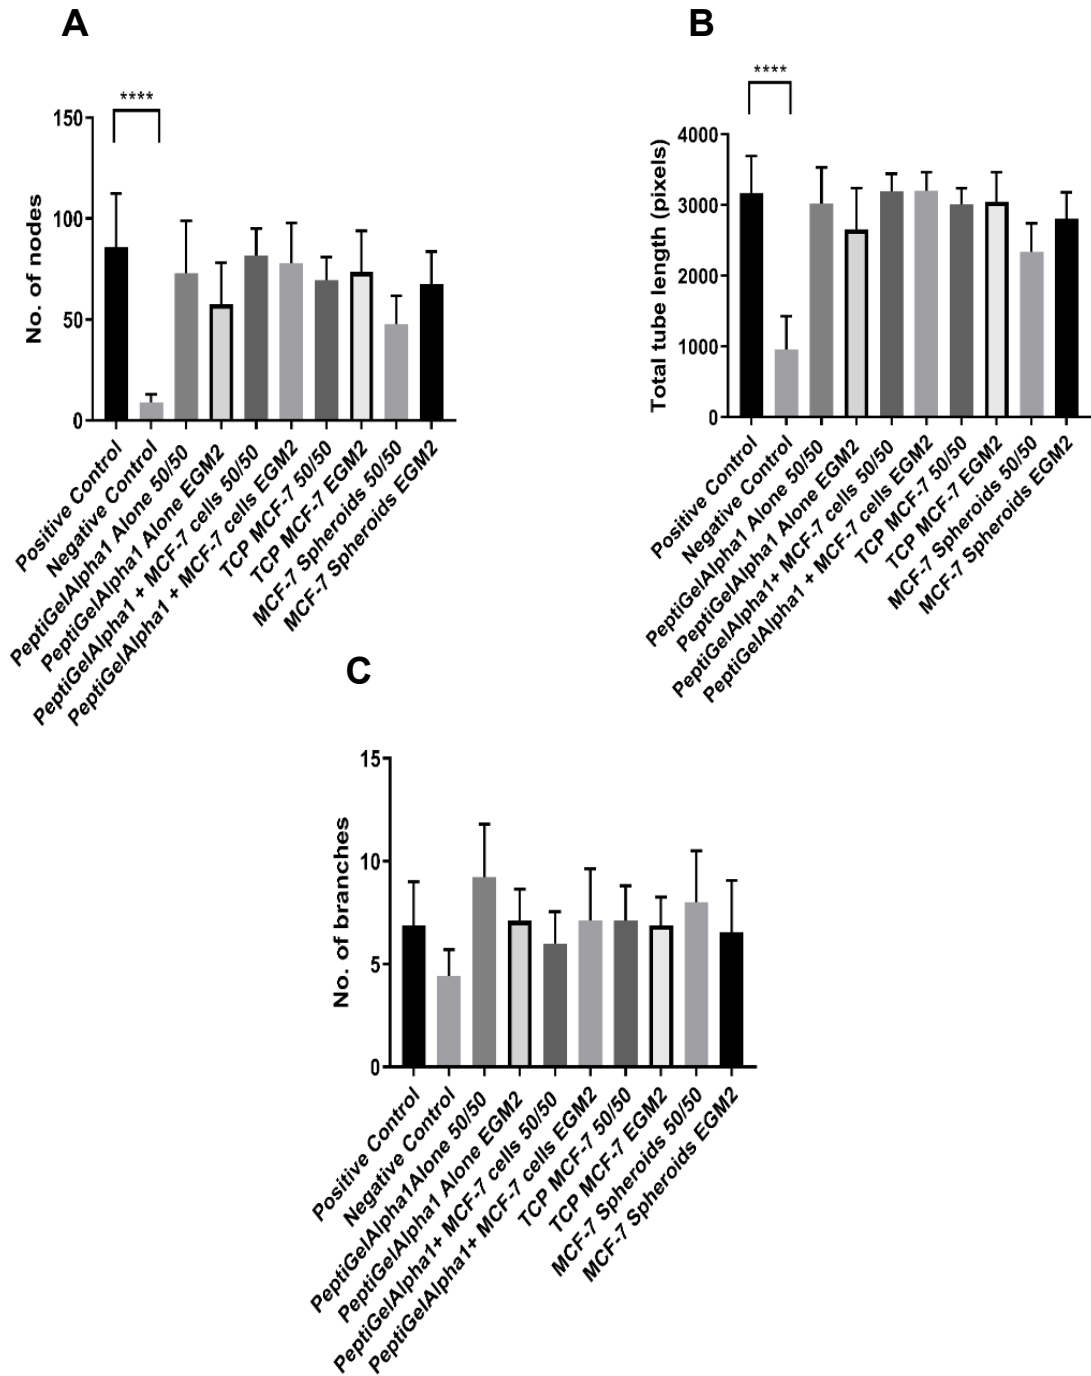 A
****
No. of nodes
150
100
50
0
Positive Control
Negative Control
PeptiGelAlpha1 Alone 50/50
PeptiGelAlpha1 Alone EGM2
PeptiGelAlpha1 + MCF-7 cells 50/50
PeptiGelAlpha1 + MCF-7 cells EGM2
TCP MCF-7 50/50
TCP MCF-7 EGM2
MCF-7 Spheroids 50/50
MCF-7 Spheroids EGM2
B
****
Total tube length (pixels)
4000
3000
2000
1000
0
Positive Control
Negative Control
PeptiGelAlpha1 Alone 50/50
PeptiGelAlpha1 Alone EGM2
PeptiGelAlpha1+ MCF-7 cells 50/50
PeptiGelAlpha1 + MCF-7 cells EGM2
TCP MCF-7 50/50
TCP MCF-7 EGM2
MCF-7 Spheroids 50/50
MCF-7 Spheroids EGM2
C
No. of branches
15
10
5
0
Positive Control
Negative Control
PeptiGelAlpha1Alone 50/50
PeptiGelAlpha1 Alone EGM2
PeptiGelAlpha1+ MCF-7 cells 50/50
PeptiGelAlpha1+ MCF-7 cells EGM2
TCP MCF-7 50/50
TCP MCF-7 EGM2
MCF-7 Spheroids 50/50
MCF-7 Spheroids EGM2